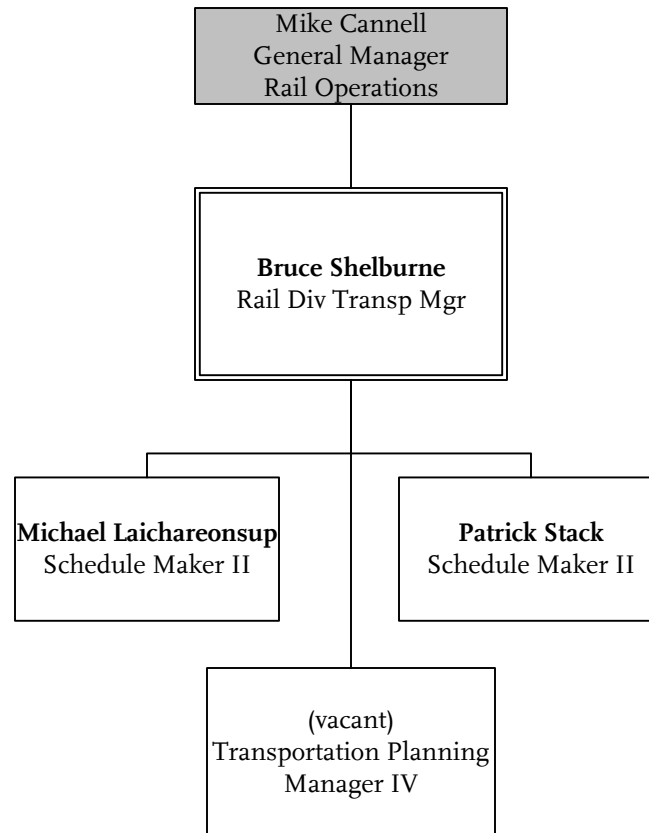 Mike Cannell
General Manager
Rail Operations
Bruce Shelburne
Rail Div Transp Mgr
Michael Laichareonsup
Schedule Maker II
Patrick Stack
Schedule Maker II
(vacant)
Transportation Planning
Manager IV